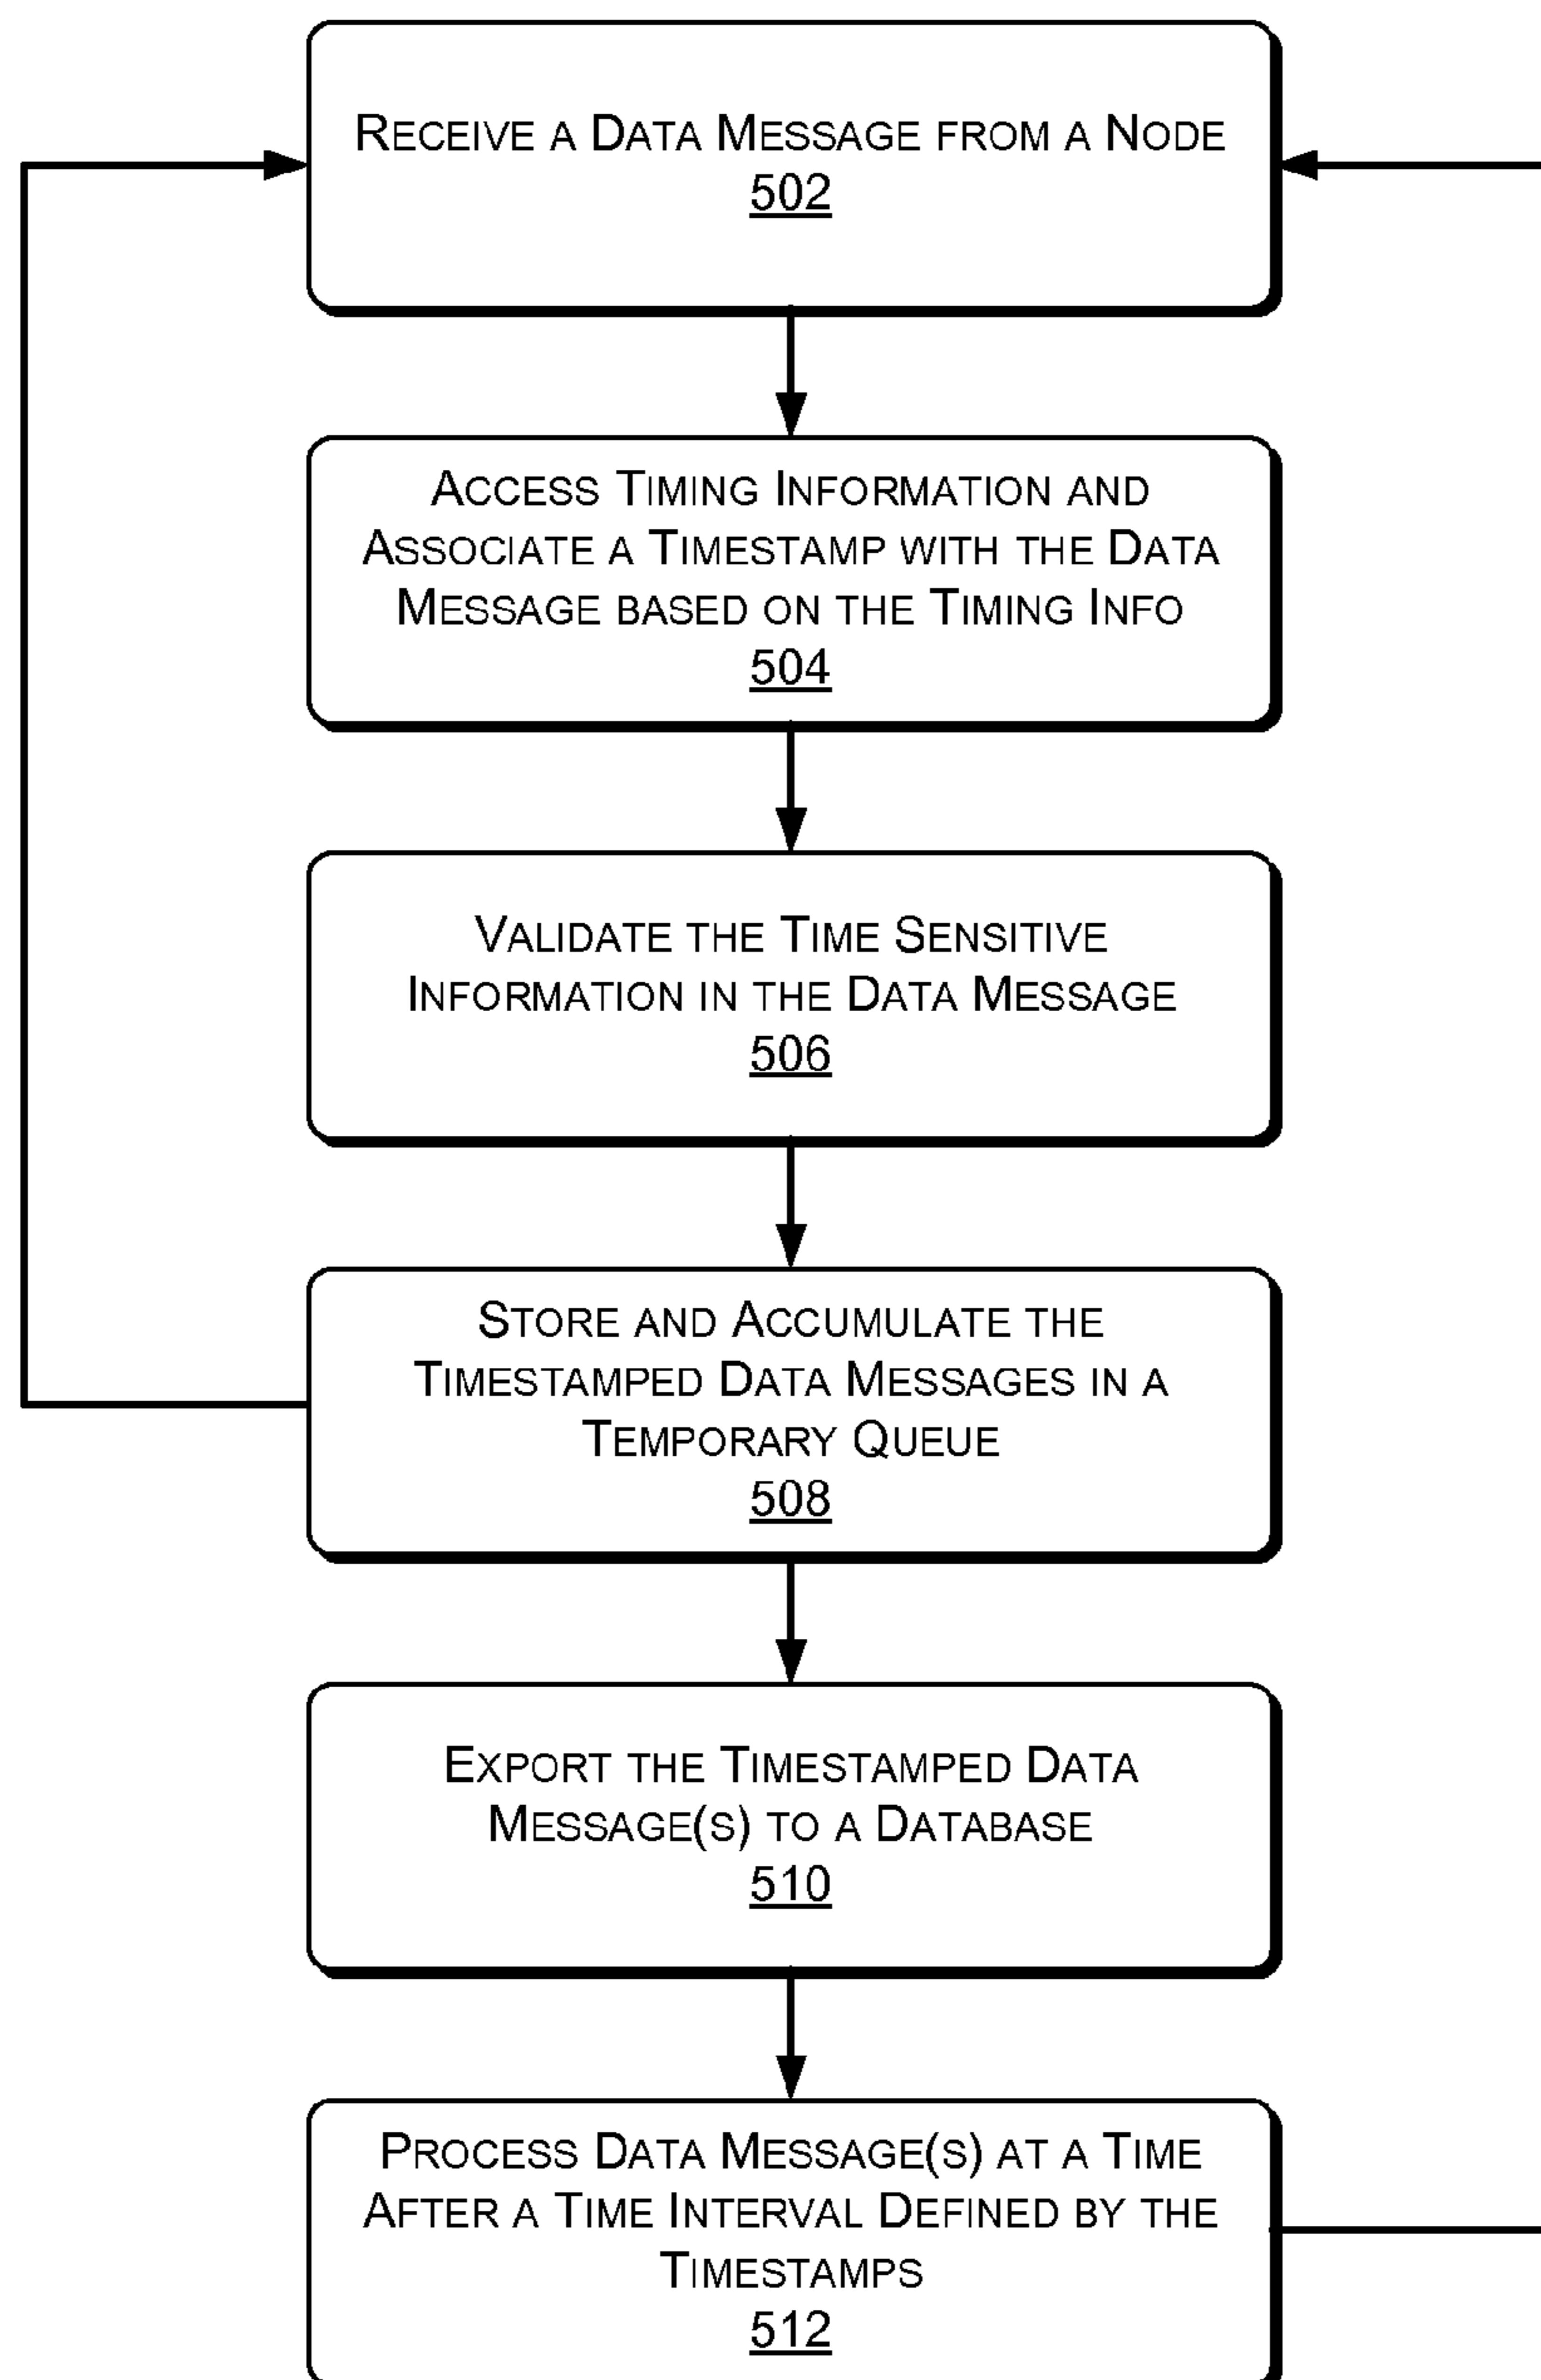 RECEIVE A DATA MESSAGE FROM A NODE
502
ACCESS TIMING INFORMATION AND
ASSOCIATE A TIMESTAMP WITH THE DATA
MESSAGE BASED ON THE TIMING INFO
504
VALIDATE THE TIME SENSITIVE
INFORMATION IN THE DATA MESSAGE
506
STORE AND ACCUMULATE THE
TIMESTAMPED DATA MESSAGES IN A
TEMPORARY QUEUE
508
EXPORT THE TIMESTAMPED DATA
MESSAGE(S) TO A DATABASE
510
PROCESS DATA MESSAGE(S) AT A TIME
AFTER A TIME INTERVAL DEFINED BY THE
TIMESTAMPS
512